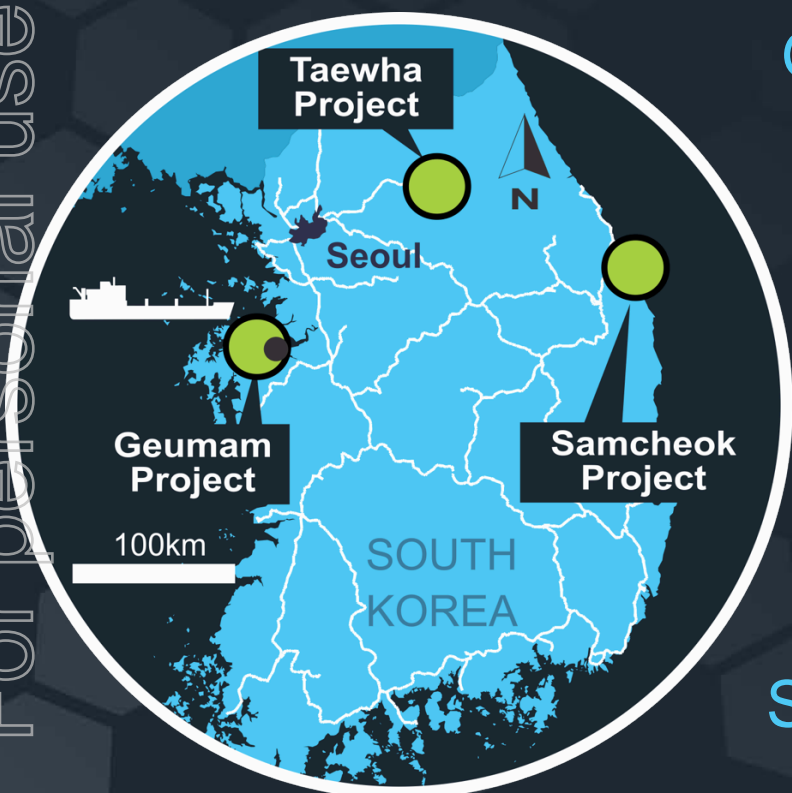 For personal use
Taewha
Project
N
Seoul
Geumam
Project
Samcheok
Project
100km
SOUTH
KOREA